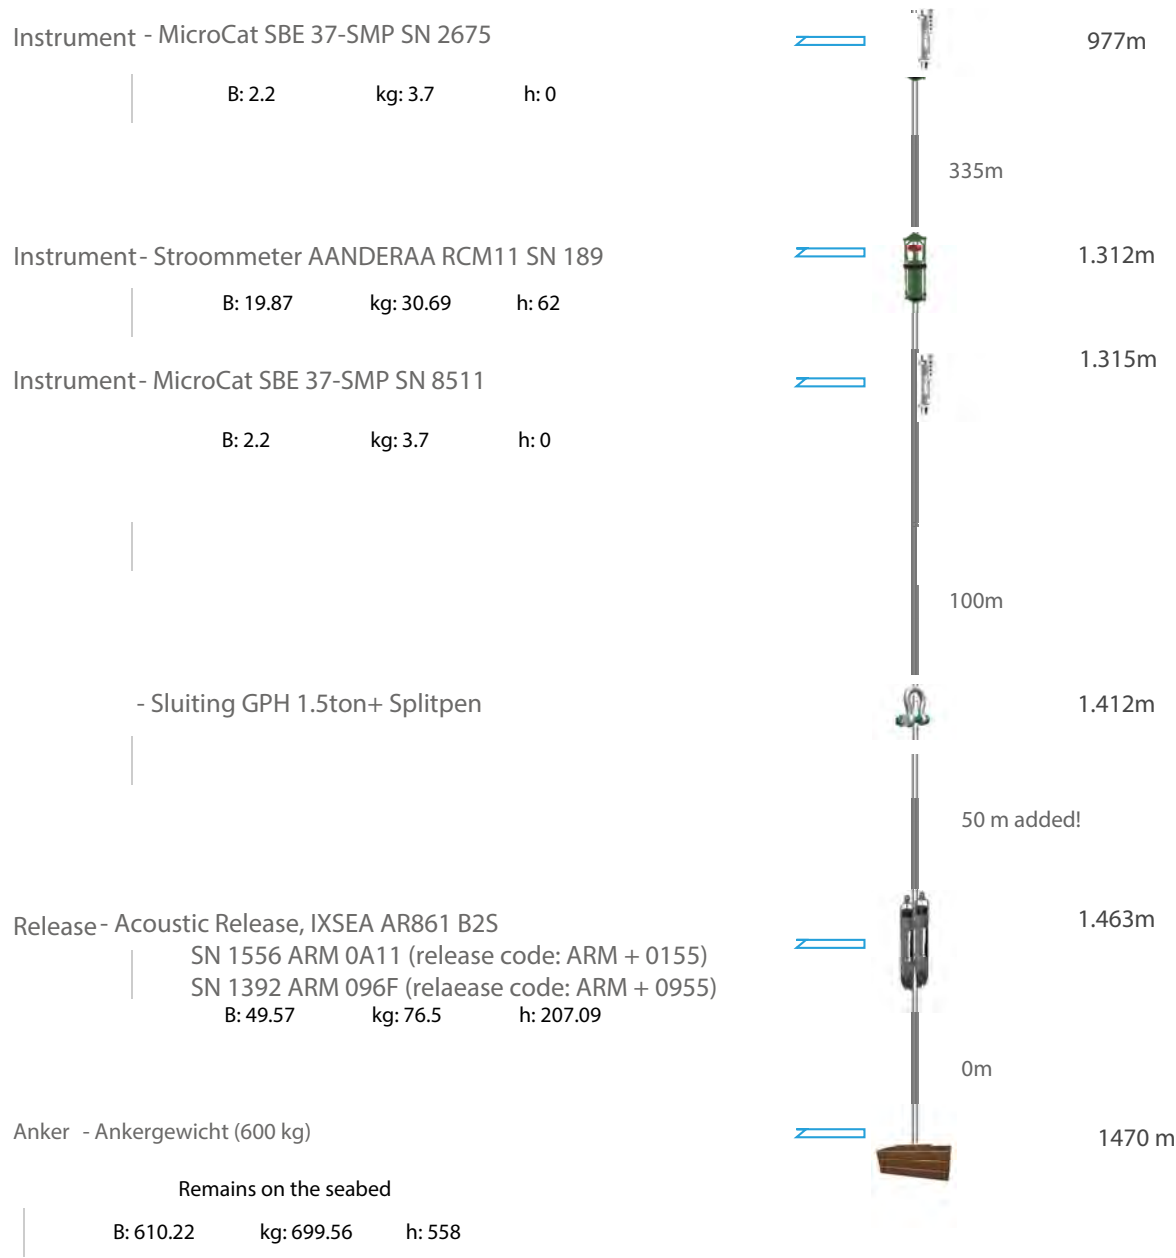 Instrument - MicroCat SBE 37-SMP SN 2675 977m
B: 2.2 kg: 3.7 h: 0
335m
Instrument - Stroommeter AANDERAA RCM11 SN 189 1.312m
B: 19.87 kg: 30.69 h: 62
1.315m
Instrument - MicroCat SBE 37-SMP SN 8511
B: 2.2 kg: 3.7 h: 0
100m
- Sluiting GPH 1.5ton+ Splitpen 1.412m
50 m added!
Release - Acoustic Release, IXSEA AR861 B2S 1.463m
SN 1556 ARM 0A11 (release code: ARM + 0155)
SN 1392 ARM 096F (relaease code: ARM + 0955)
B: 49.57 kg: 76.5 h: 207.09
0m
Anker - Ankergewicht (600 kg) 1470 m
Remains on the seabed
B: 610.22 kg: 699.56 h: 558